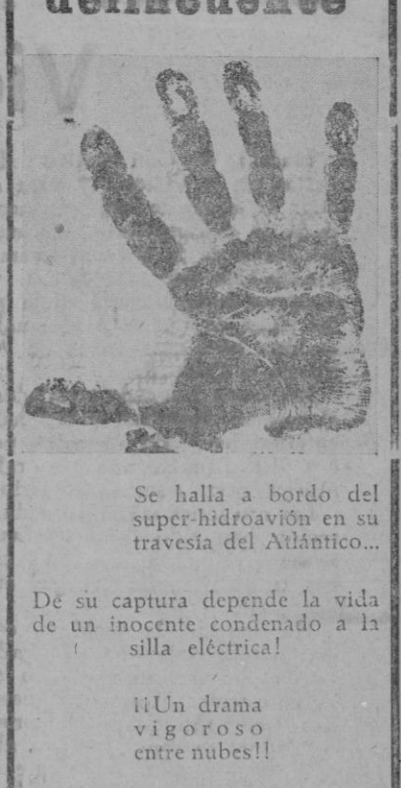 delincuente
Se halla a bordo del
super-hidroavión en su
travesía del Atlántico...
De su captura depende la vida
de un inocente condenado a la
silla eléctrica!
¡¡Un drama
vigoroso
entre nubes!!